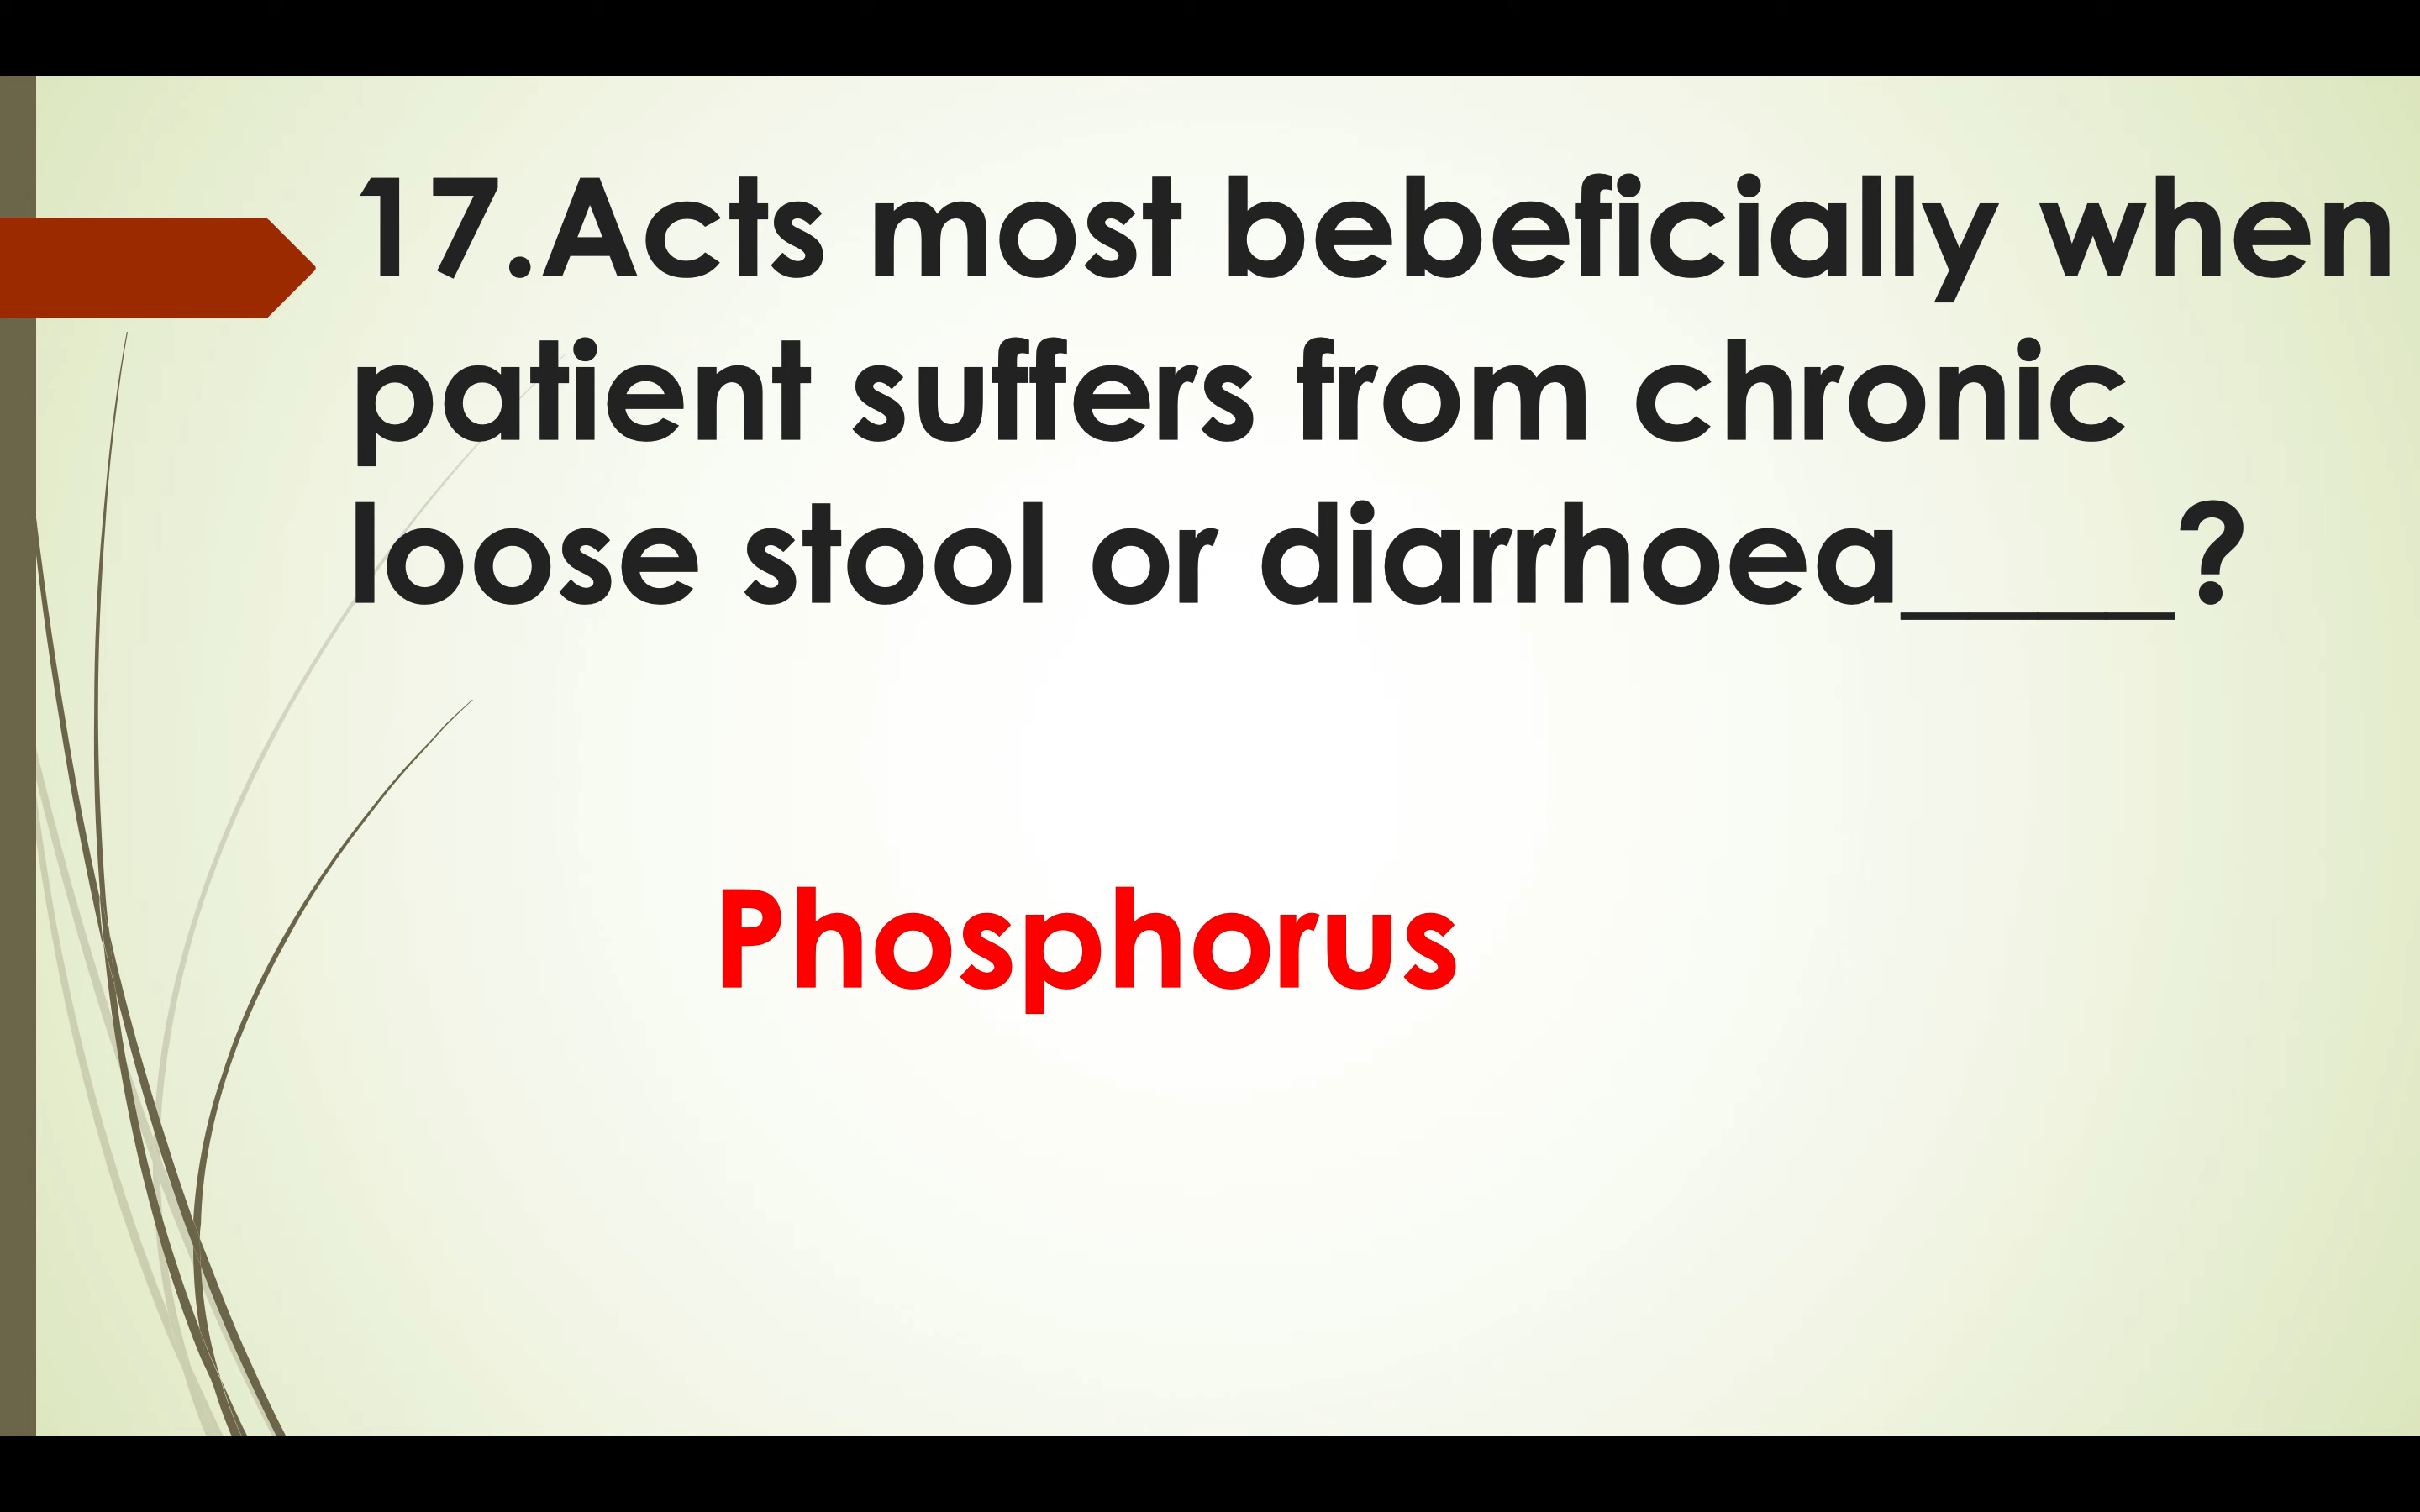 17.Acts most bebeficially when
patient suffers from chronic
loose stool or diarrhoea_____?
Phosphorus